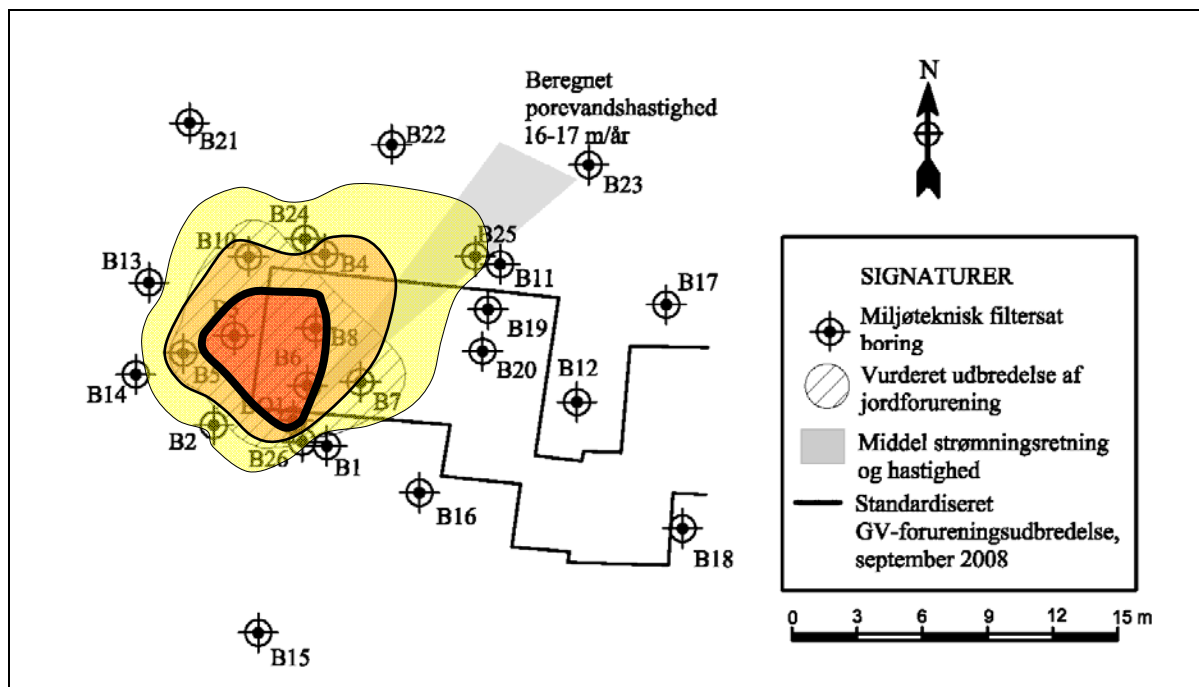 Beregnet
porevandshastighed
16-17 m/år
N
B21
B22
B23
B24
B25
B10
B4
B13
B11
B17
B19
B8
B20
B5
B6
B12
B14
B7
B2
B26
B1
B16
B18
B15
SIGNATURER
Miljøteknisk filtersat
boring
Vurderet udbredelse af
jordforurening
Middel strømningsretning
og hastighed
Standardiseret
GV-forureningsudbredelse,
september 2008
0 3 6 9 12 15 m